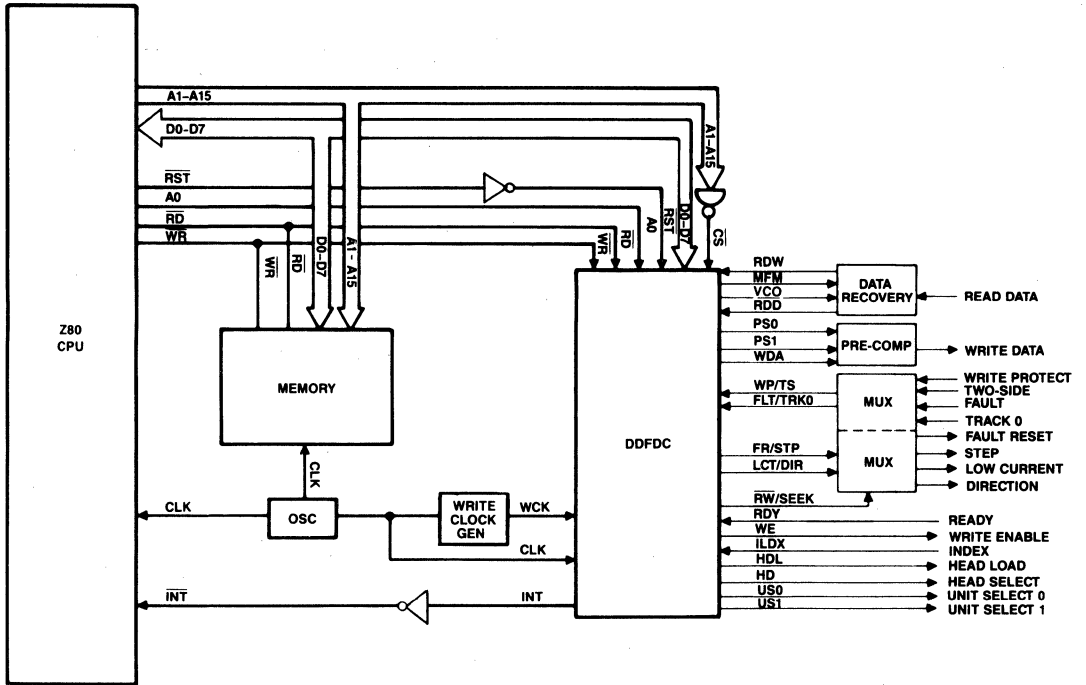 Z80
CPU
A1–A15
D0–D7
RST
A0
RD
WR
WR
RD
D0–D7
A1 - A15
A1–A15
WR
RD
A0
RST
D0–D7
CS
MEMORY
CLK
CLK
OSC
WRITE
CLOCK
GEN
WCK
CLK
INT
INT
DDFDC
RDW
MFM
VCO
RDD
DATA
RECOVERY
READ DATA
PS0
PS1
WDA
PRE-COMP
WRITE DATA
WP/TS
FLT/TRK0
FR/STP
LCT/DIR
RW/SEEK
MUX
MUX
WRITE PROTECT
TWO-SIDE
FAULT
TRACK 0
FAULT RESET
STEP
LOW CURRENT
DIRECTION
RDY
READY
WE
WRITE ENABLE
ILDX
INDEX
HDL
HEAD LOAD
HD
HEAD SELECT
US0
UNIT SELECT 0
US1
UNIT SELECT 1